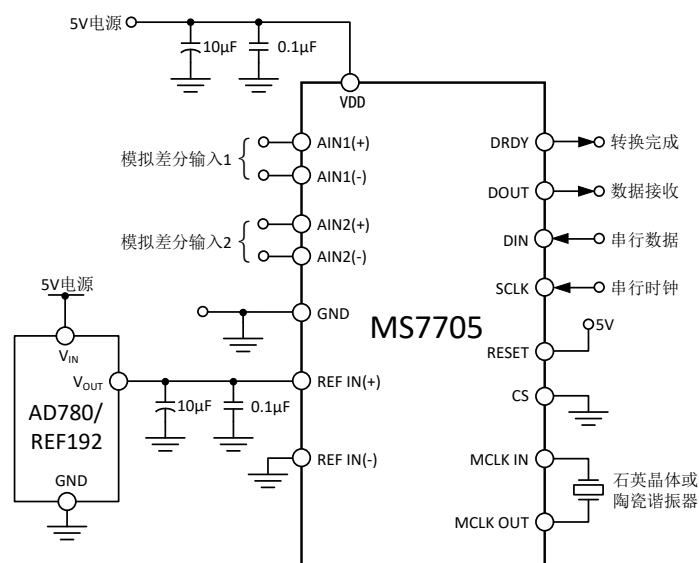 5V电源
10μF
0.1μF
VDD
模拟差分输入1
AIN1(+)
AIN1(-)
模拟差分输入2
AIN2(+)
AIN2(-)
GND
MS7705
DRDY
转换完成
DOUT
数据接收
DIN
串行数据
SCLK
串行时钟
5V
RESET
CS
MCLK IN
石英晶体或
陶瓷谐振器
MCLK OUT
5V电源
VIN
VOUT
AD780/
REF192
GND
10μF
0.1μF
REF IN(+)
REF IN(-)